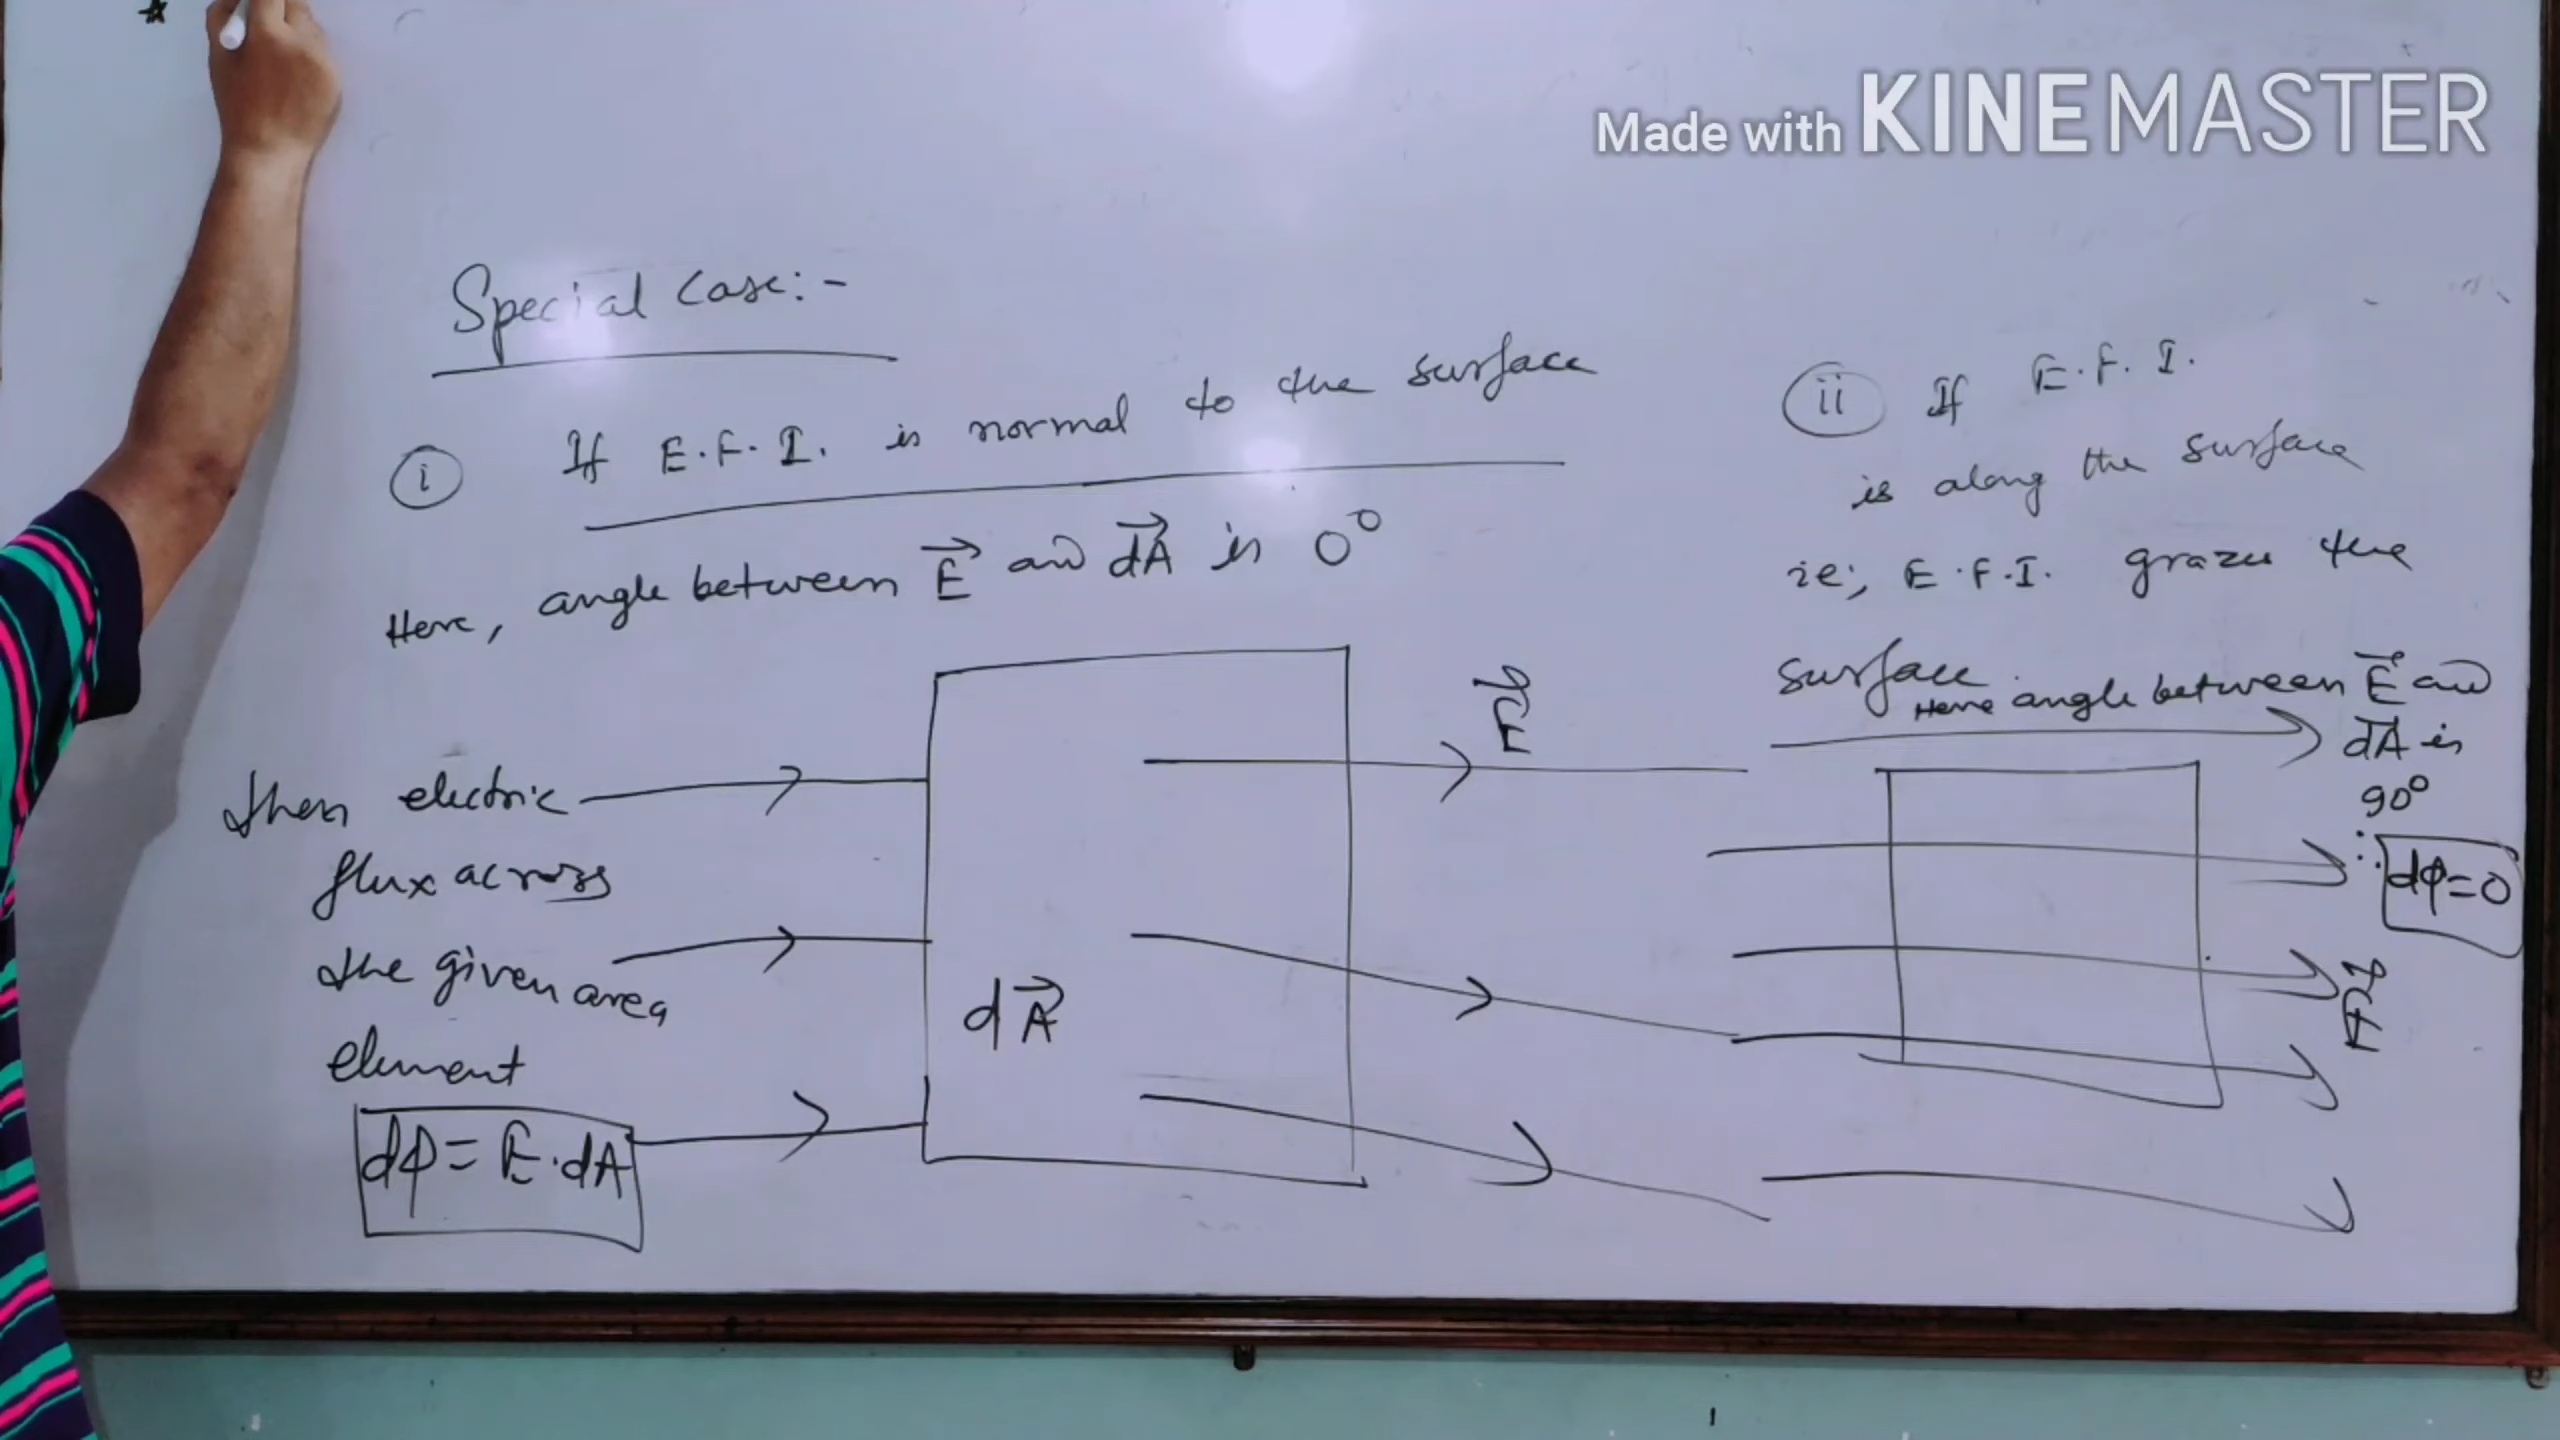 Made with KINEMASTER
Special Case:-
(i) If E.F.I. is normal to the surface
Here, angle between E⃗ and dA⃗ is 0°
then electric
flux across
the given area
element
dφ = E.dA
dA⃗
E⃗
(ii) If E.F.I.
is along the surface
ie; E.F.I. grazes the
surface
Here angle between E⃗ and
dA⃗ is
90°
∴ dφ=0
E⃗